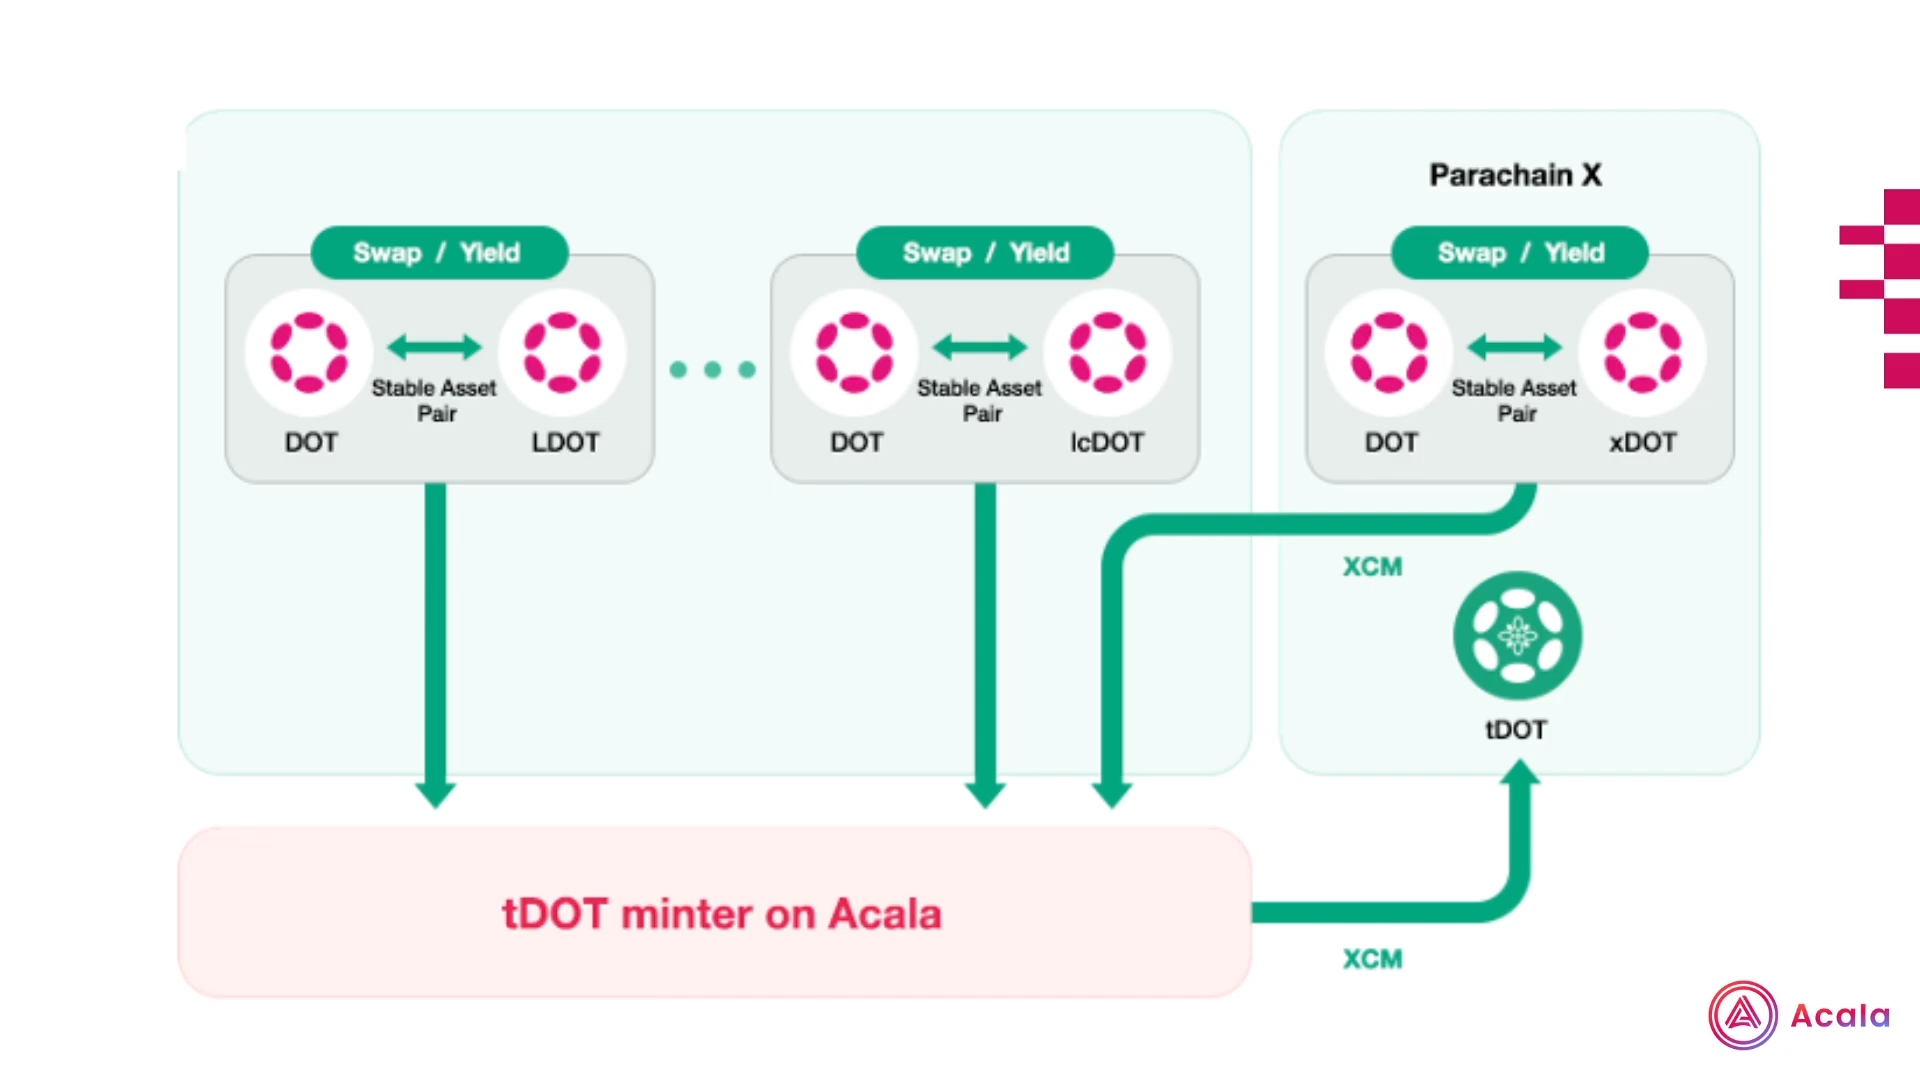 Parachain X
Swap / Yield
Swap / Yield
Swap / Yield
Stable Asset
Pair
DOT
LDOT
Stable Asset
Pair
DOT
lcDOT
Stable Asset
Pair
DOT
xDOT
XCM
tDOT
tDOT minter on Acala
XCM
Acala